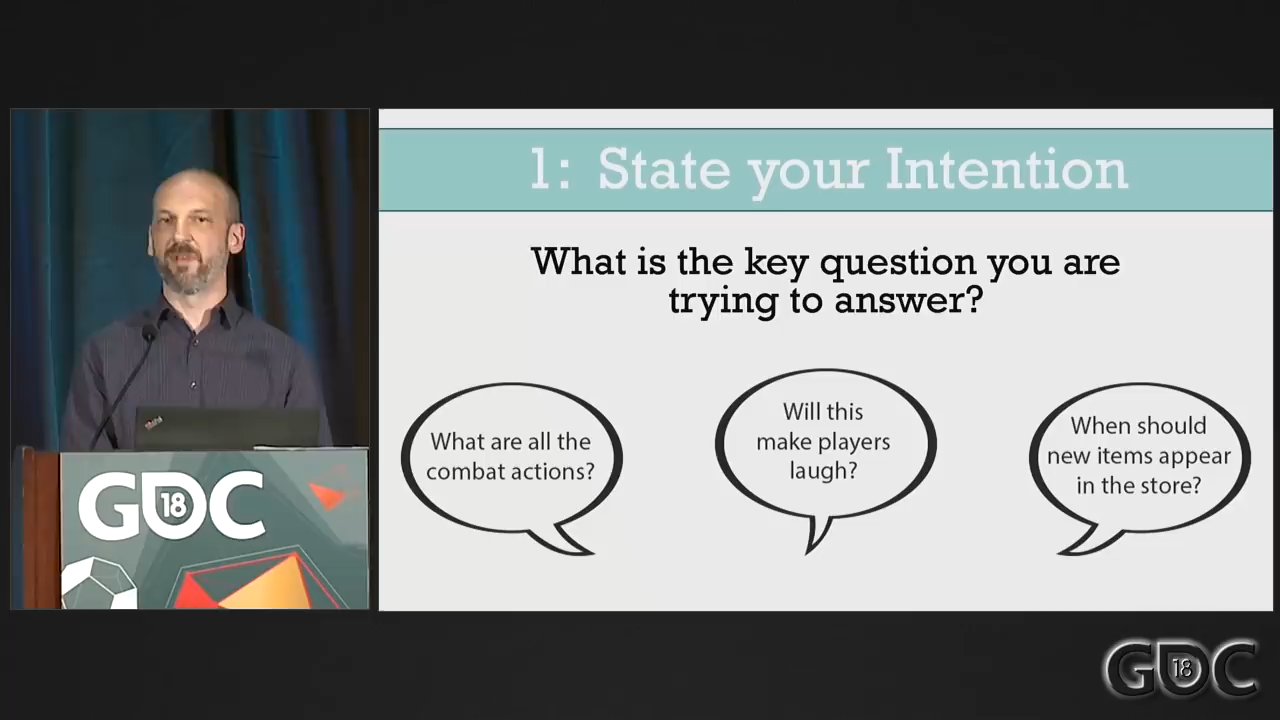 1: State your Intention
What is the key question you are
trying to answer?
What are all the
combat actions?
Will this
make players
laugh?
When should
new items appear
in the store?
GDC
18
GDC
18